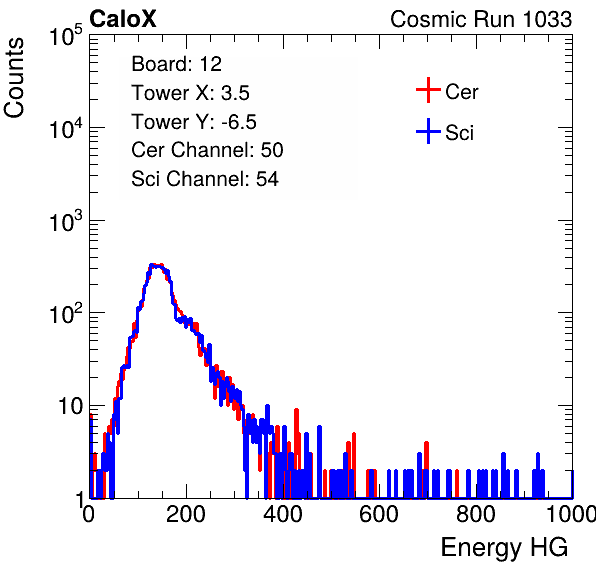 CaloX Cosmic Run 1033
Counts
10^5
10^4
10^3
10^2
10
1
Board: 12
Tower X: 3.5
Tower Y: -6.5
Cer Channel: 50
Sci Channel: 54
Cer
Sci
0 200 400 600 800 1000
Energy HG